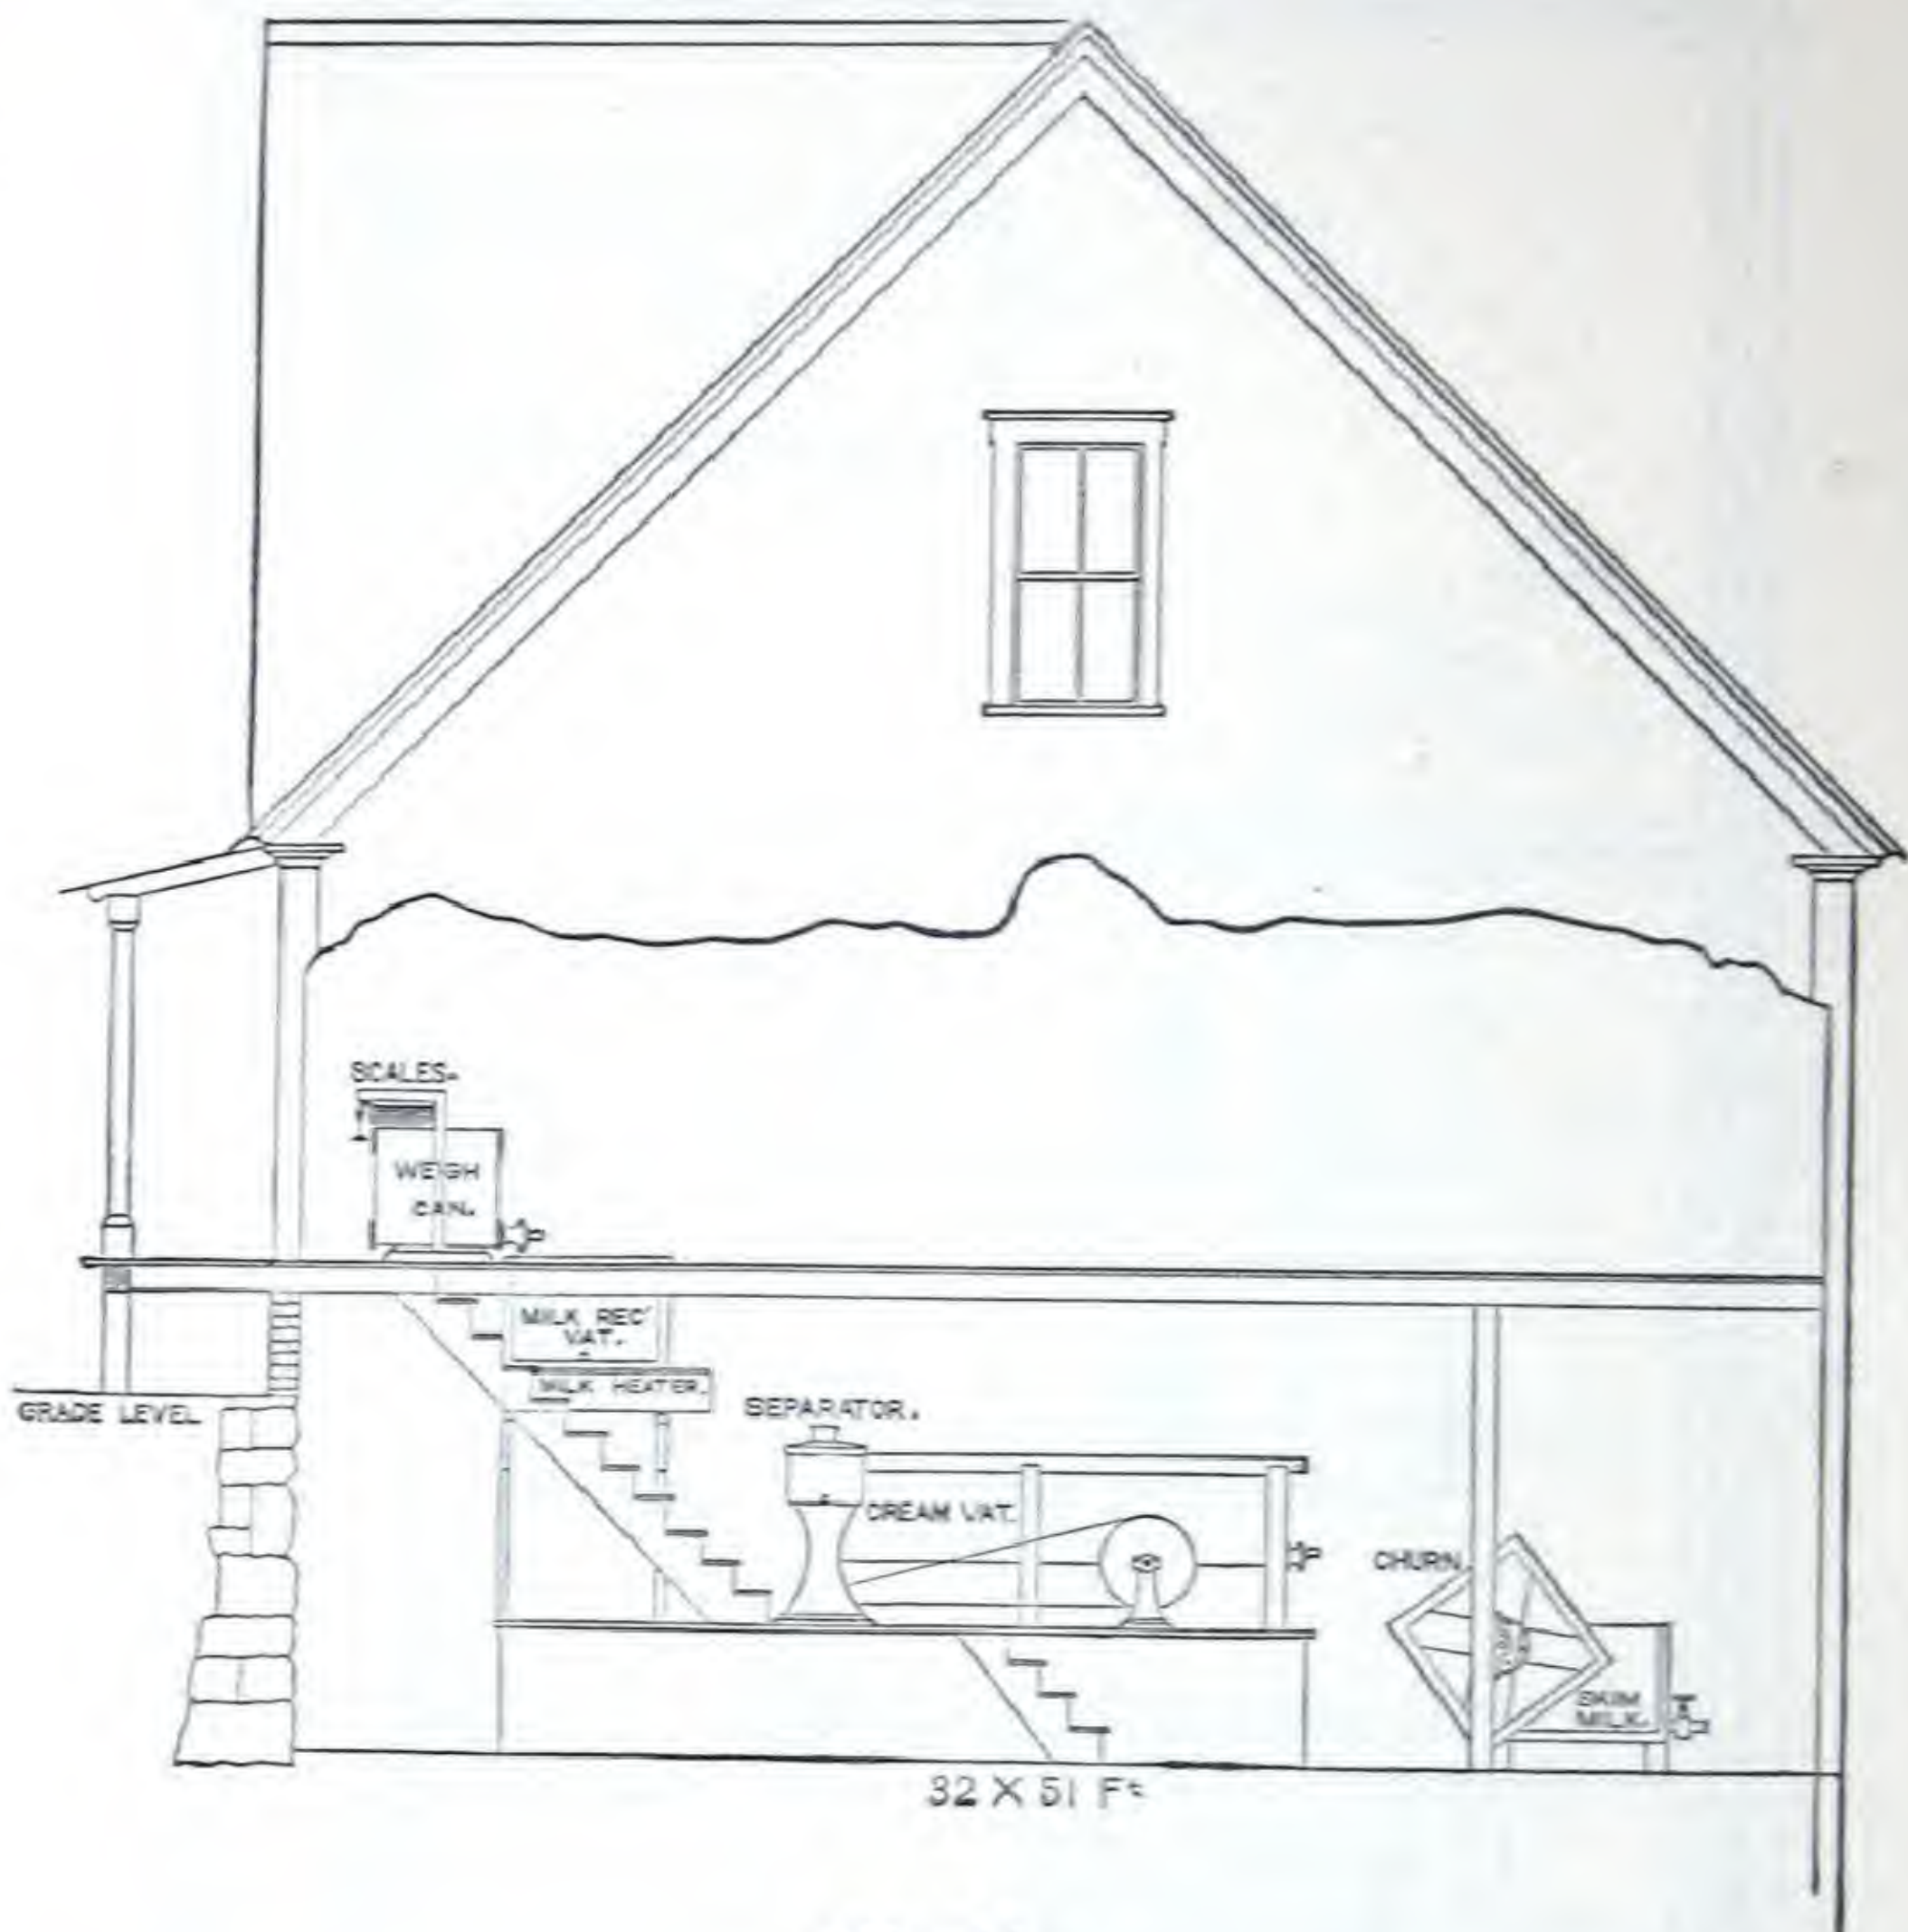 SCALES.
WEIGH
CAN.
MILK REC'
VAT.
MILK HEATER.
GRADE LEVEL
SEPARATOR.
CREAM VAT.
CHURN.
SKIM
MILK.
32 X 51 Ft